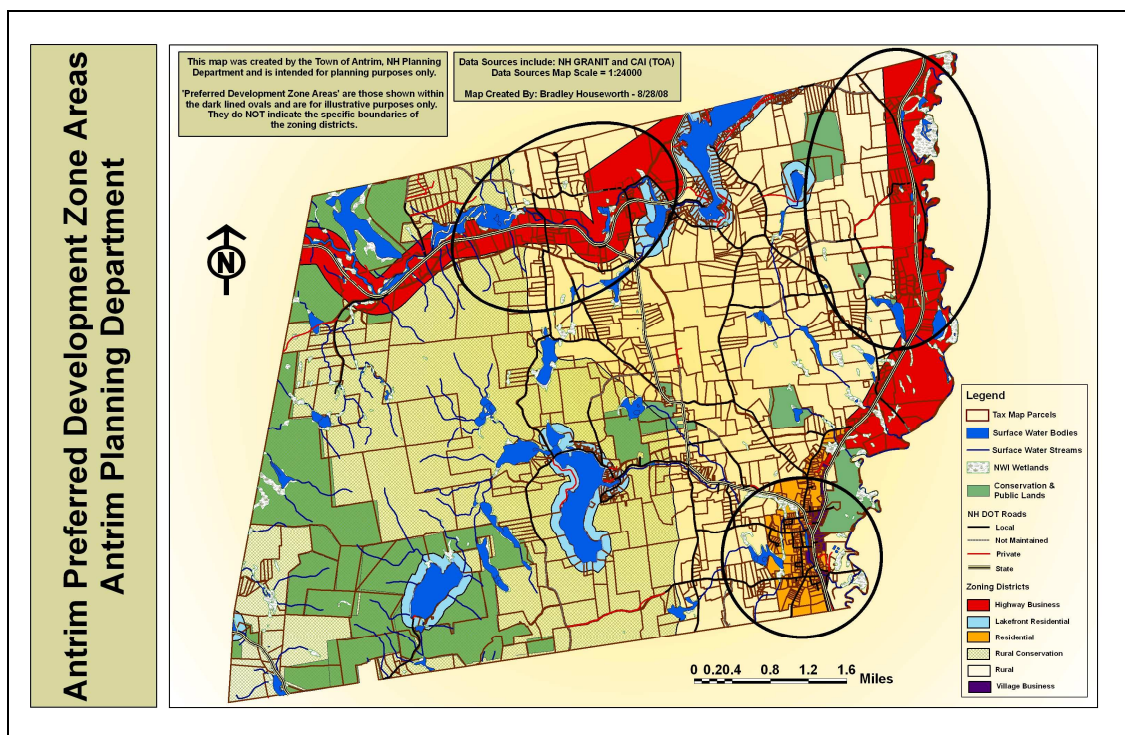 Antrim Preferred Development Zone Areas
Antrim Planning Department
This map was created by the Town of Antrim, NH Planning
Department and is intended for planning purposes only.
'Preferred Development Zone Areas' are those shown within
the dark lined ovals and are for illustrative purposes only.
They do NOT indicate the specific boundaries of
the zoning districts.
Data Sources include: NH GRANIT and CAI (TOA)
Data Sources Map Scale = 1:24000
Map Created By: Bradley Houseworth - 8/28/08
N
Legend
Tax Map Parcels
Surface Water Bodies
Surface Water Streams
NWI Wetlands
Conservation &
Public Lands
NH DOT Roads
Local
Not Maintained
Private
State
Zoning Districts
Highway Business
Lakefront Residential
Residential
Rural Conservation
Rural
Village Business
0 0.20.4 0.8 1.2 1.6
Miles